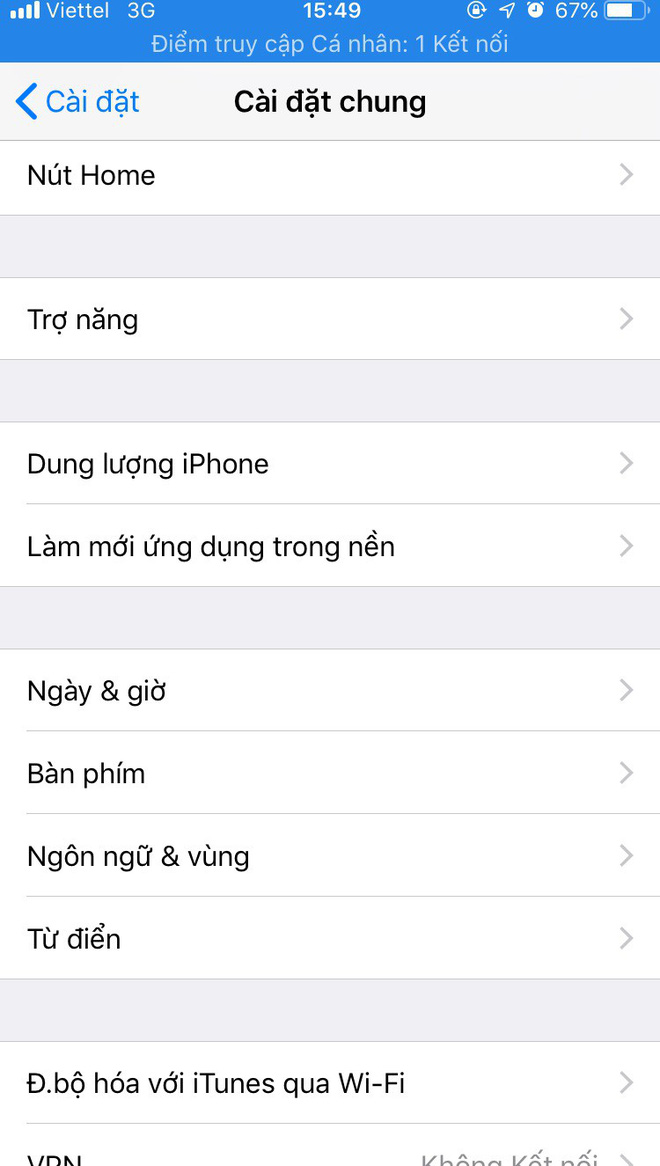 Viettel 3G 15:49 67%
Điểm truy cập Cá nhân: 1 Kết nối
Cài đặt Cài đặt chung
Nút Home
Trợ năng
Dung lượng iPhone
Làm mới ứng dụng trong nền
Ngày & giờ
Bàn phím
Ngôn ngữ & vùng
Từ điển
Đ.bộ hóa với iTunes qua Wi-Fi
VPN Không Kết nối